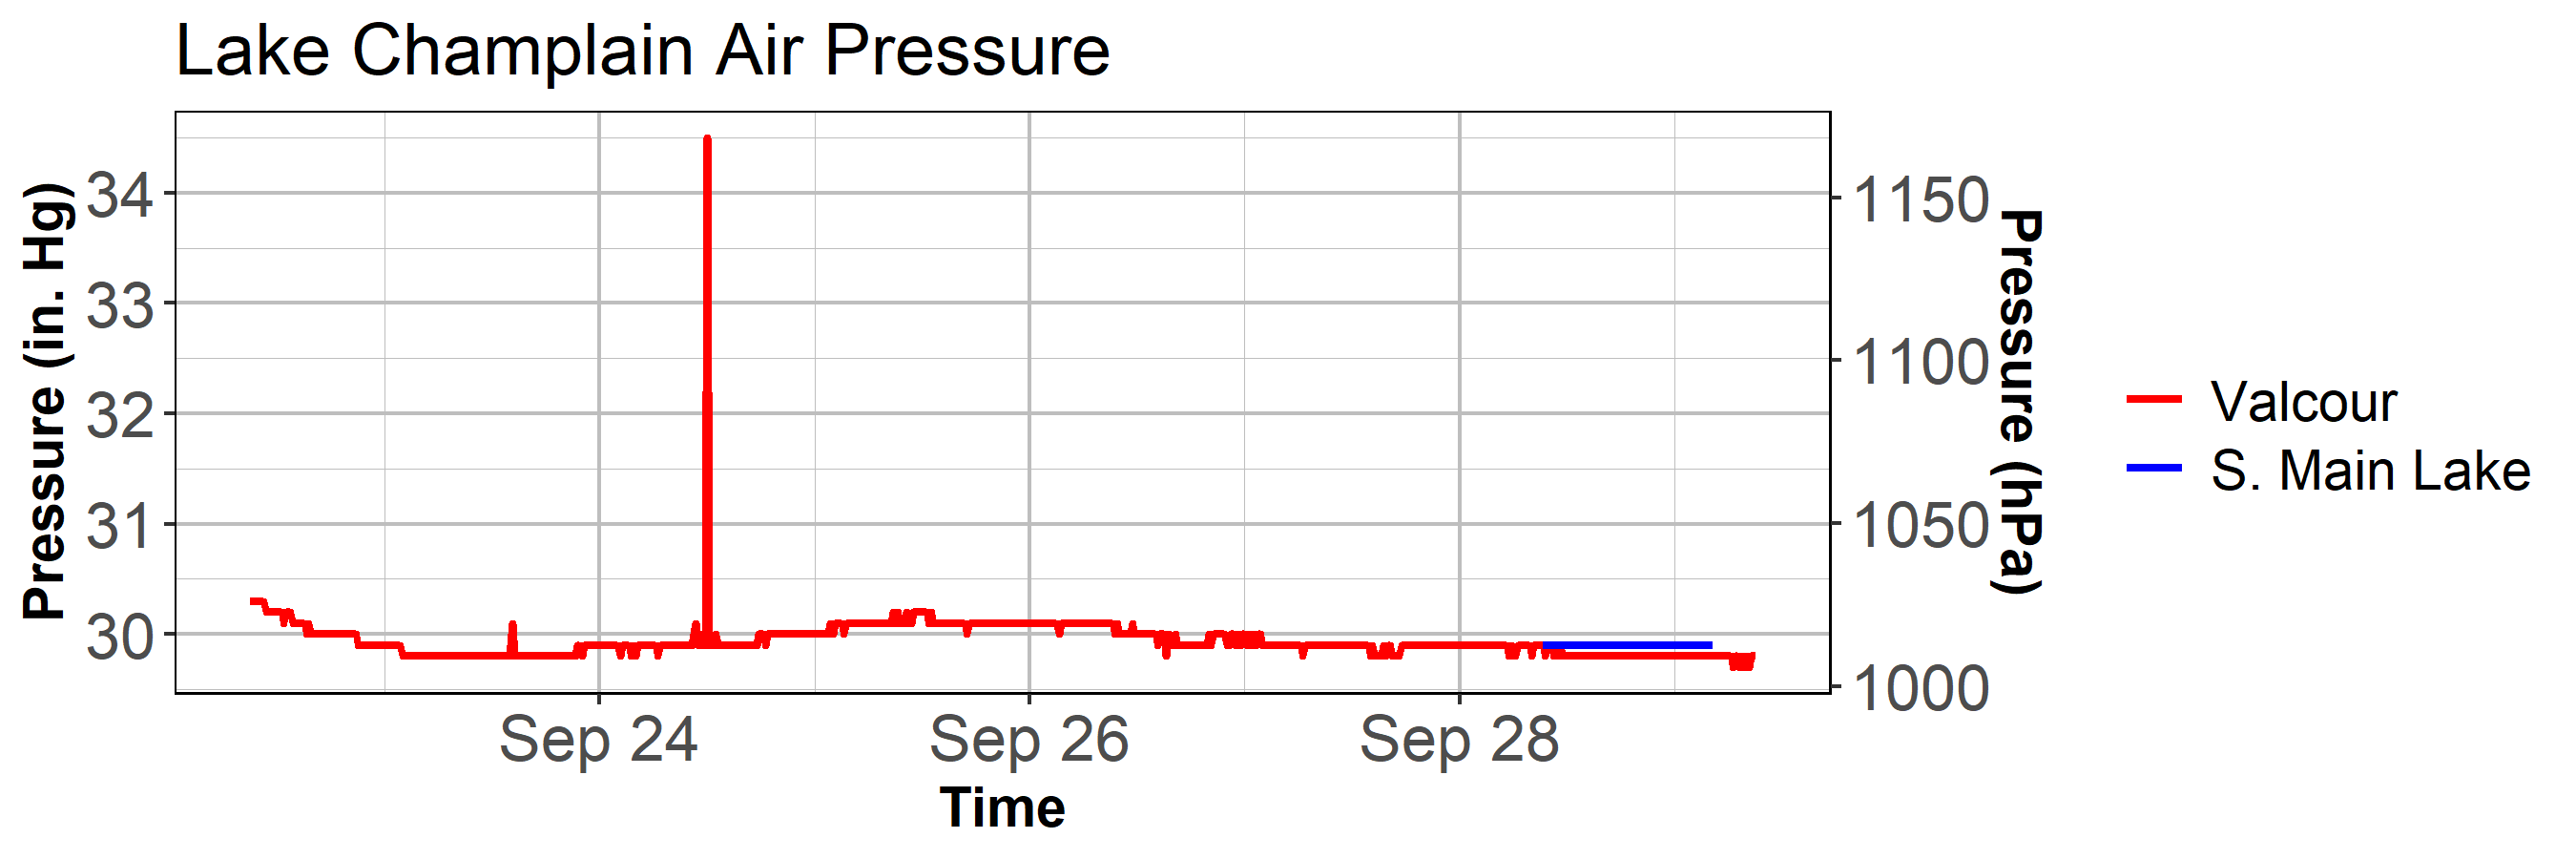 Lake Champlain Air Pressure
Pressure (in. Hg)
34
33
32
31
30
1150
1100
1050
1000
Pressure (hPa)
Sep 24
Sep 26
Sep 28
Time
Valcour
S. Main Lake